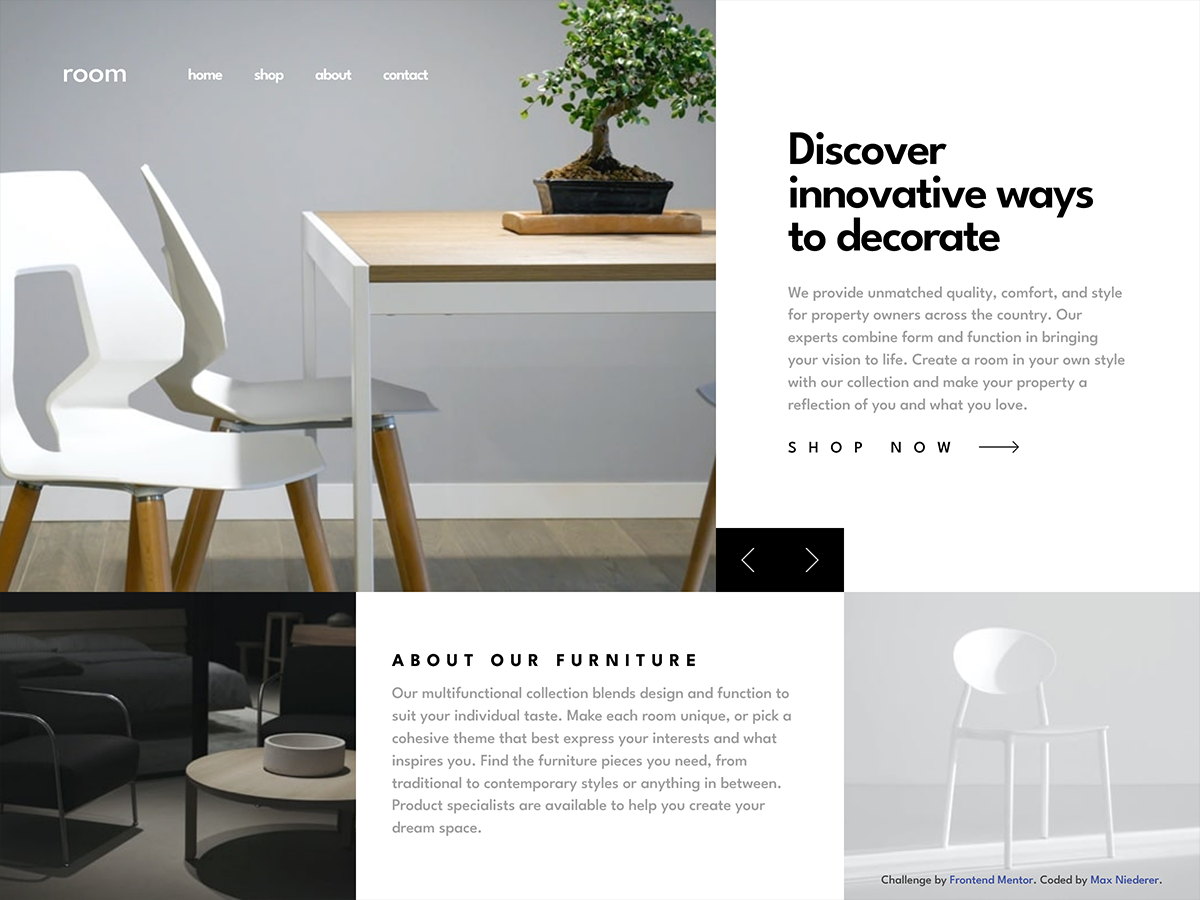 room
home shop about contact
Discover
innovative ways
to decorate
We provide unmatched quality, comfort, and style
for property owners across the country. Our
experts combine form and function in bringing
your vision to life. Create a room in your own style
with our collection and make your property a
reflection of you and what you love.
SHOP NOW
ABOUT OUR FURNITURE
Our multifunctional collection blends design and function to
suit your individual taste. Make each room unique, or pick a
cohesive theme that best express your interests and what
inspires you. Find the furniture pieces you need, from
traditional to contemporary styles or anything in between.
Product specialists are available to help you create your
dream space.
Challenge by Frontend Mentor. Coded by Max Niederer.